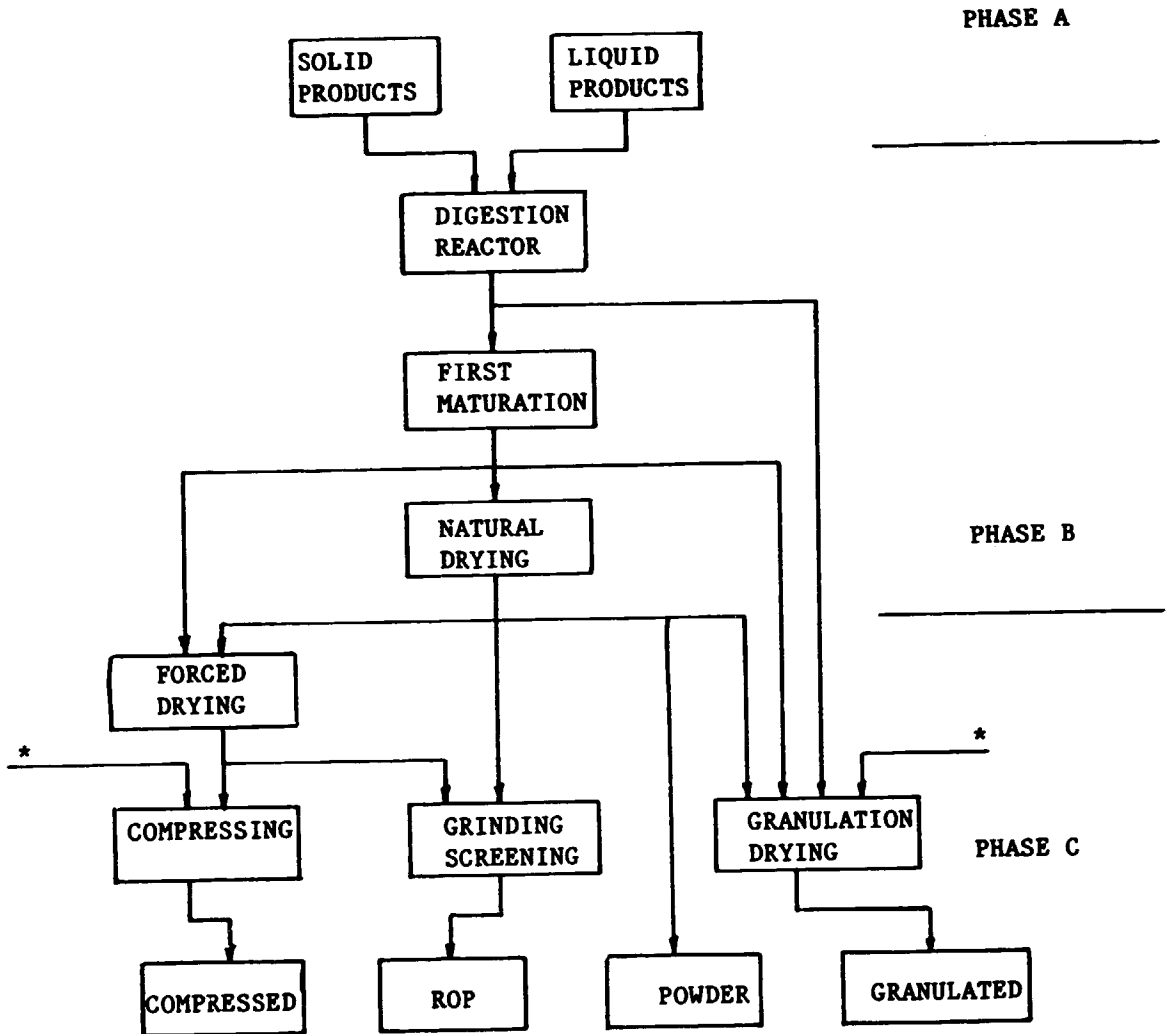 PHASE A
SOLID
PRODUCTS
LIQUID
PRODUCTS
DIGESTION
REACTOR
FIRST
MATURATION
NATURAL
DRYING
PHASE B
FORCED
DRYING
*
*
COMPRESSING
GRINDING
SCREENING
GRANULATION
DRYING
PHASE C
COMPRESSED
ROP
POWDER
GRANULATED